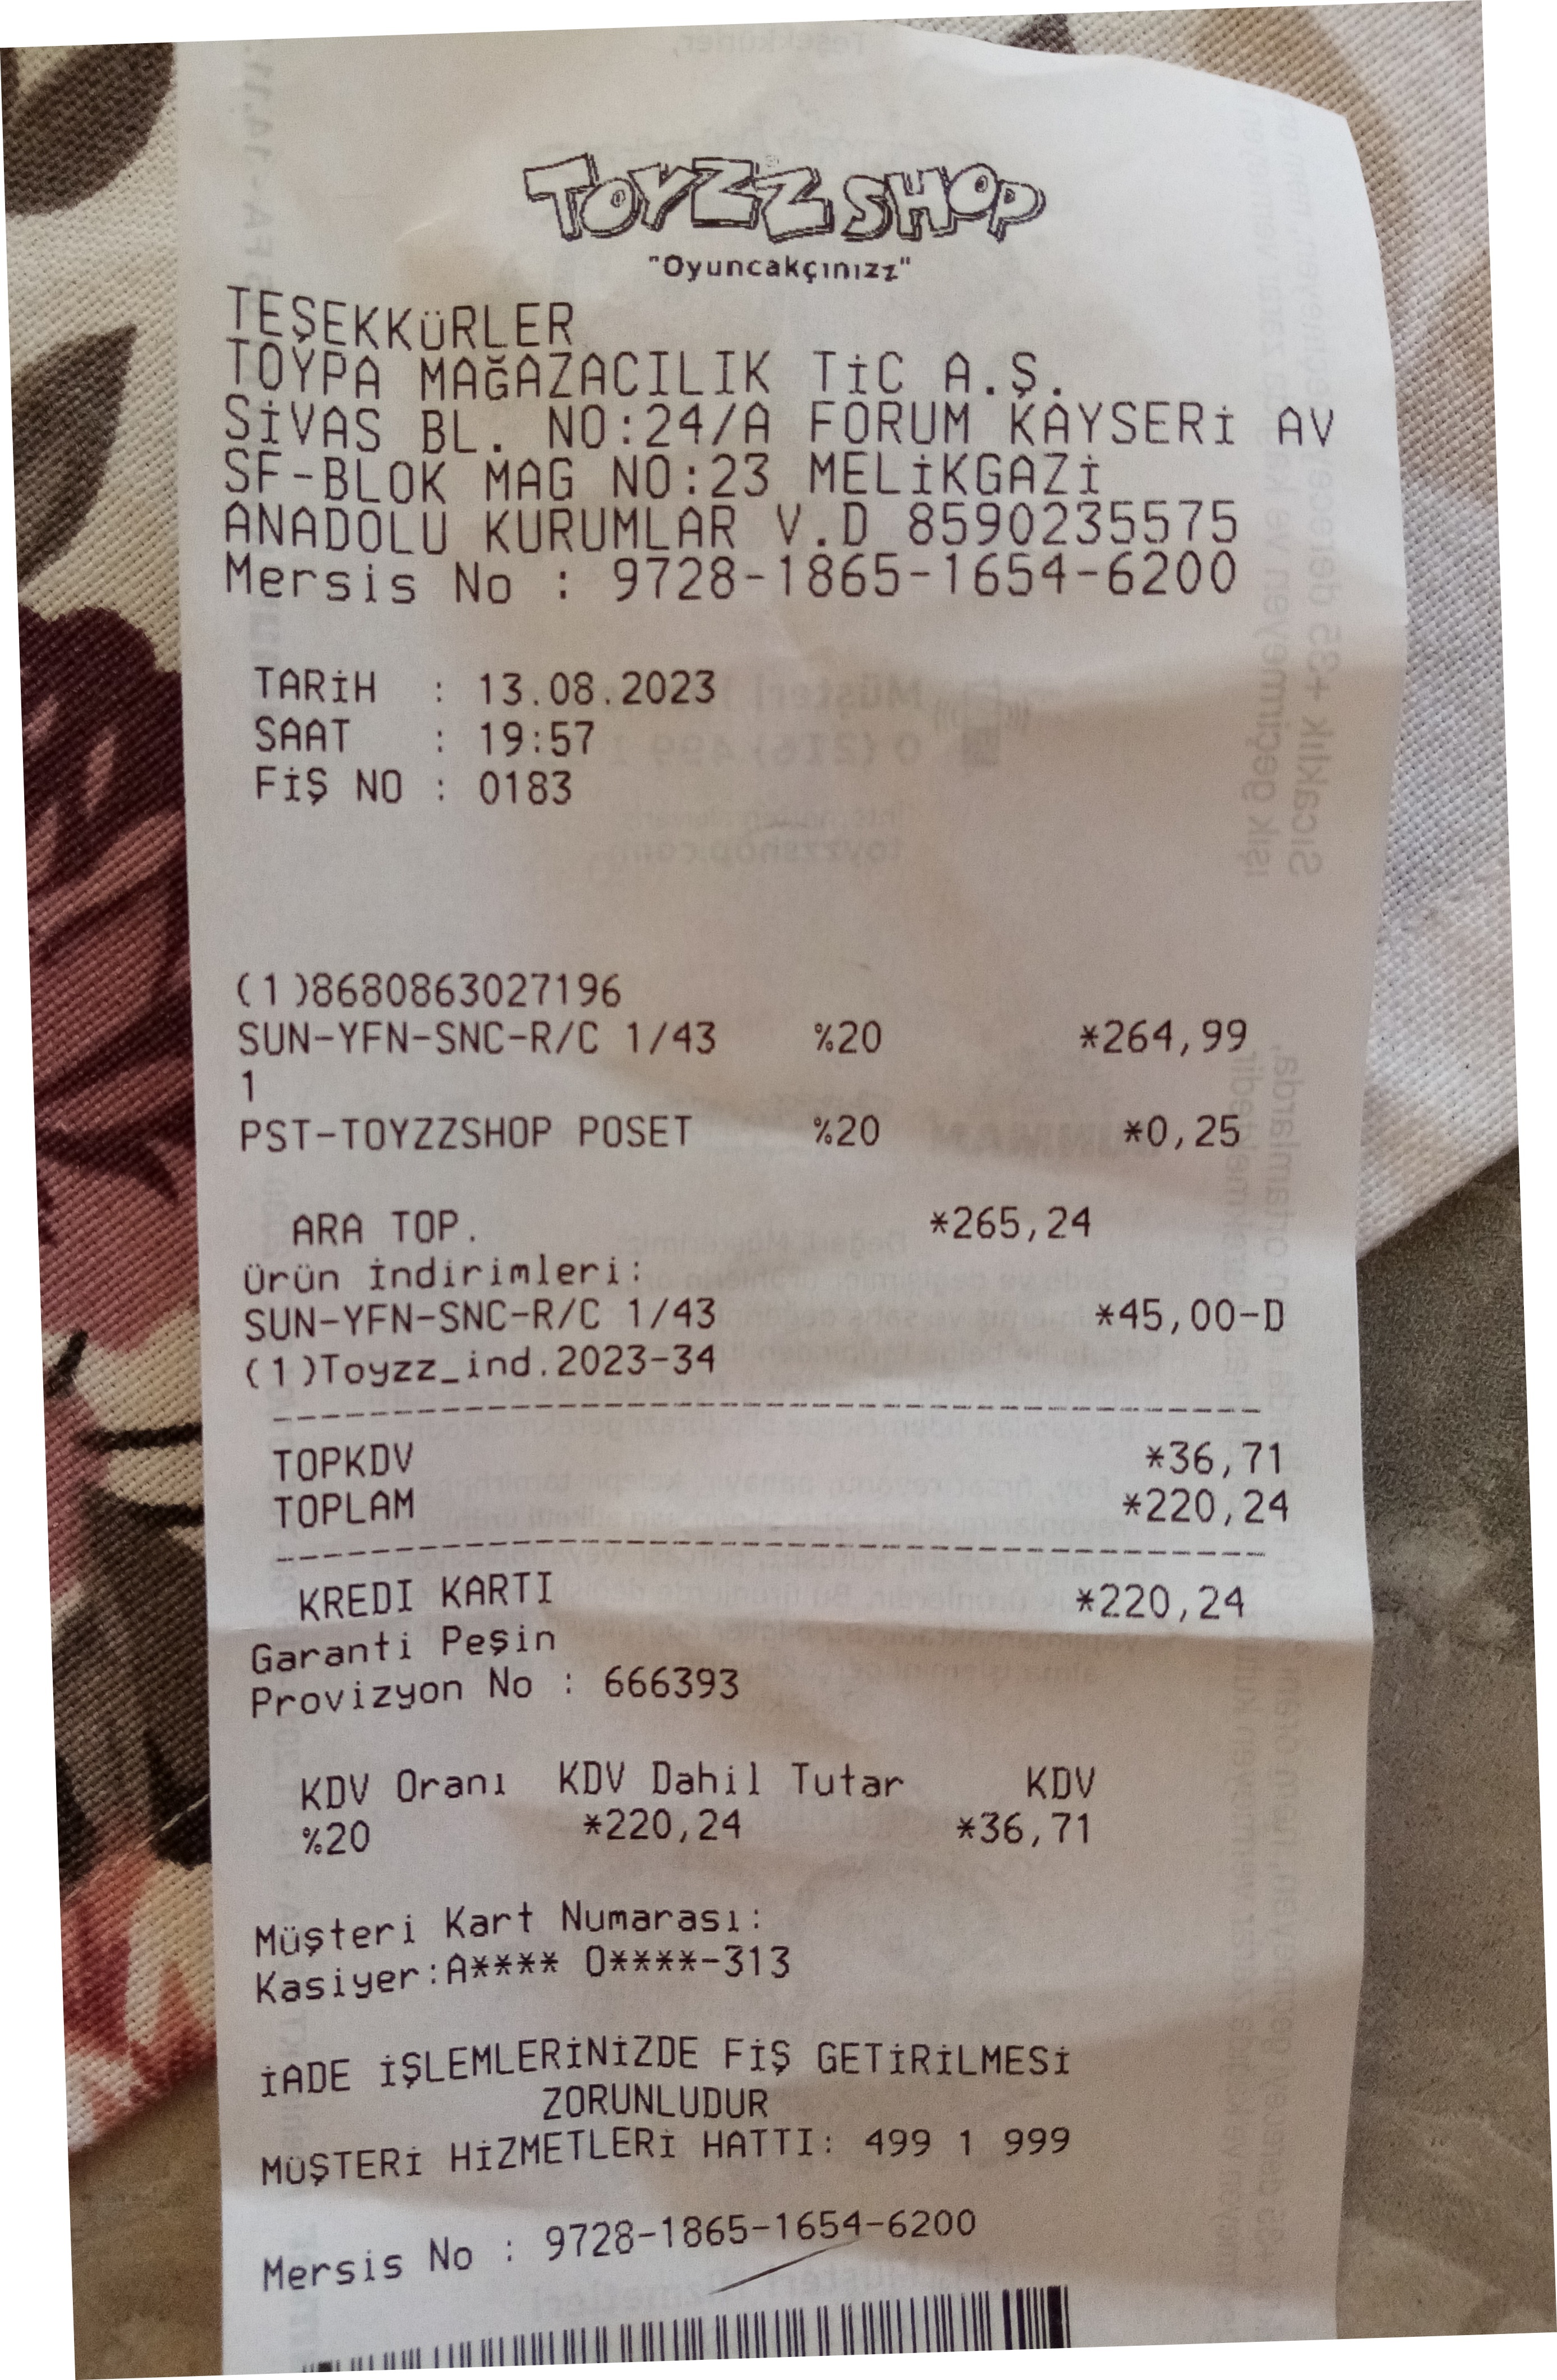 TOYZZ SHOP
"Oyuncakçınızz"
TEŞEKKÜRLER
TOYPA MAĞAZACILIK TİC A.Ş.
SİVAS BL. NO:24/A FORUM KAYSERİ AV
SF-BLOK MAG NO:23 MELİKGAZİ
ANADOLU KURUMLAR V.D 8590235575
Mersis No : 9728-1865-1654-6200
TARİH : 13.08.2023
SAAT : 19:57
FİŞ NO : 0183
(1)8680863027196
SUN-YFN-SNC-R/C 1/43 %20 *264,99
1
PST-TOYZZSHOP POSET %20 *0,25
ARA TOP. *265,24
Ürün İndirimleri:
SUN-YFN-SNC-R/C 1/43 *45,00-D
(1)Toyzz_ind.2023-34
TOPKDV *36,71
TOPLAM *220,24
KREDI KARTI *220,24
Garanti Peşin
Provizyon No : 666393
KDV Oranı KDV Dahil Tutar KDV
%20 *220,24 *36,71
Müşteri Kart Numarası:
Kasiyer:A**** O****-313
İADE İŞLEMLERİNİZDE FİŞ GETİRİLMESİ
ZORUNLUDUR
MÜŞTERİ HİZMETLERİ HATTI: 499 1 999
Mersis No : 9728-1865-1654-6200